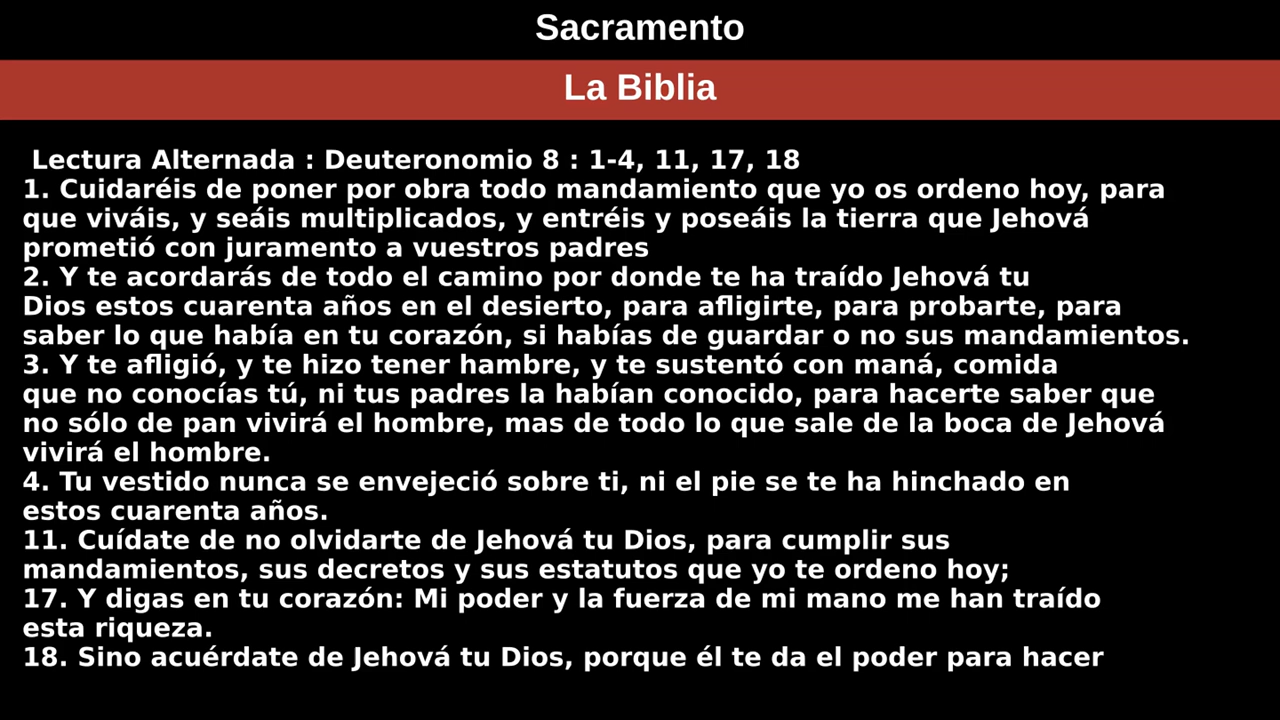 Sacramento
La Biblia
Lectura Alternada : Deuteronomio 8 : 1-4, 11, 17, 18
1. Cuidaréis de poner por obra todo mandamiento que yo os ordeno hoy, para
que viváis, y seáis multiplicados, y entréis y poseáis la tierra que Jehová
prometió con juramento a vuestros padres
2. Y te acordarás de todo el camino por donde te ha traído Jehová tu
Dios estos cuarenta años en el desierto, para afligirte, para probarte, para
saber lo que había en tu corazón, si habías de guardar o no sus mandamientos.
3. Y te afligió, y te hizo tener hambre, y te sustentó con maná, comida
que no conocías tú, ni tus padres la habían conocido, para hacerte saber que
no sólo de pan vivirá el hombre, mas de todo lo que sale de la boca de Jehová
vivirá el hombre.
4. Tu vestido nunca se envejeció sobre ti, ni el pie se te ha hinchado en
estos cuarenta años.
11. Cuídate de no olvidarte de Jehová tu Dios, para cumplir sus
mandamientos, sus decretos y sus estatutos que yo te ordeno hoy;
17. Y digas en tu corazón: Mi poder y la fuerza de mi mano me han traído
esta riqueza.
18. Sino acuérdate de Jehová tu Dios, porque él te da el poder para hacer